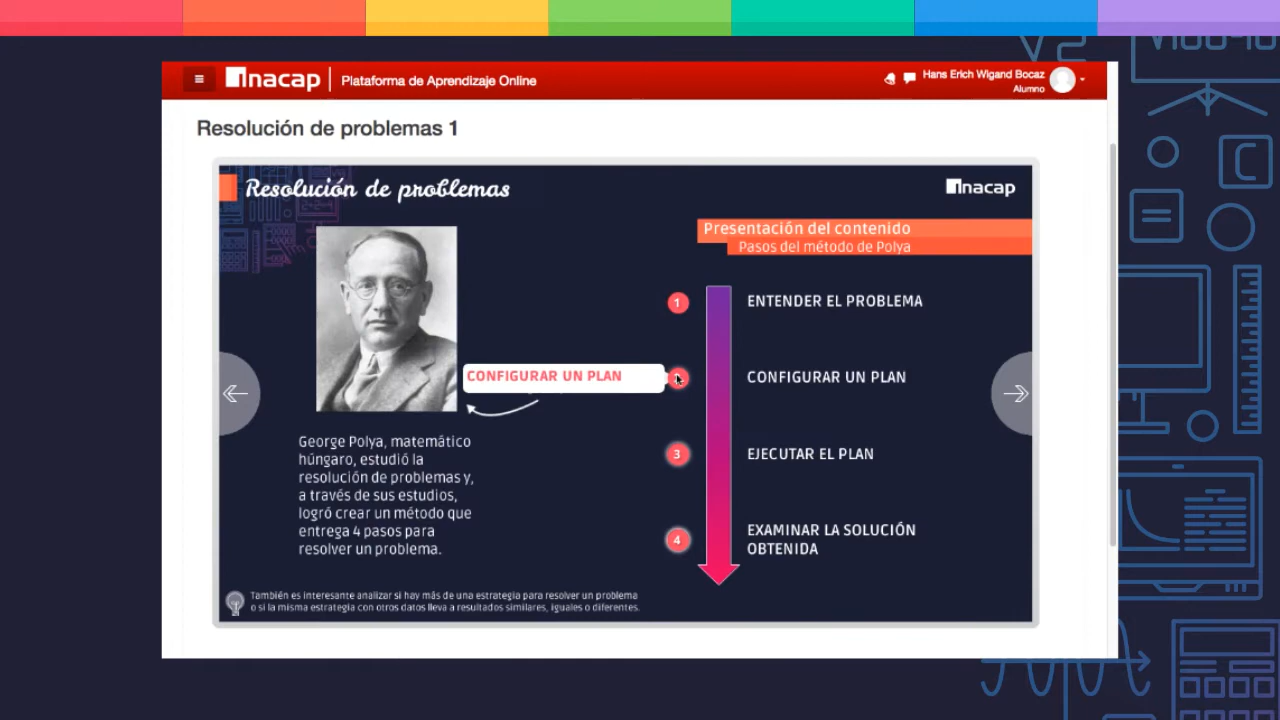 Inacap
Plataforma de Aprendizaje Online
Hans Erich Wigand Bocaz
Alumno
Resolución de problemas 1
Resolución de problemas
Inacap
Presentación del contenido
Pasos del método de Polya
1
ENTENDER EL PROBLEMA
CONFIGURAR UN PLAN
CONFIGURAR UN PLAN
3
EJECUTAR EL PLAN
4
EXAMINAR LA SOLUCIÓN
OBTENIDA
George Polya, matemático
húngaro, estudió la
resolución de problemas y,
a través de sus estudios,
logró crear un método que
entrega 4 pasos para
resolver un problema.
También es interesante analizar si hay más de una estrategia para resolver un problema
o si la misma estrategia con otros datos lleva a resultados similares, iguales o diferentes.